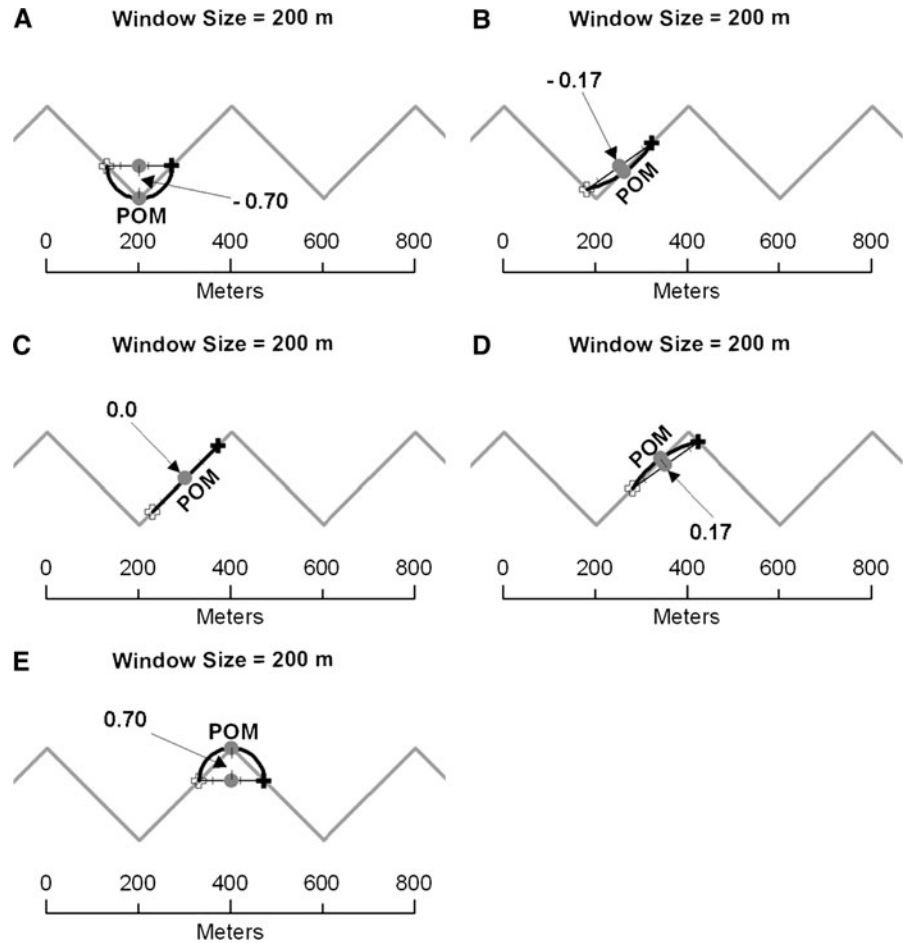 A Window Size = 200 m
- 0.70
POM
0 200 400 600 800
Meters
B Window Size = 200 m
- 0.17
POM
0 200 400 600 800
Meters
C Window Size = 200 m
0.0
POM
0 200 400 600 800
Meters
D Window Size = 200 m
POM
0.17
0 200 400 600 800
Meters
E Window Size = 200 m
0.70
POM
0 200 400 600 800
Meters